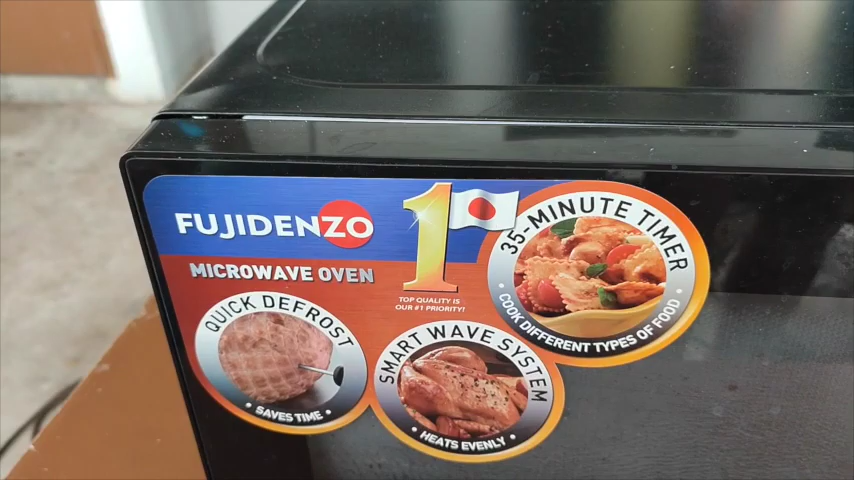 FUJIDENZO
MICROWAVE OVEN
1
TOP QUALITY IS
OUR #1 PRIORITY!
35-MINUTE TIMER
COOK DIFFERENT TYPES OF FOOD
QUICK DEFROST
SAVES TIME
SMART WAVE SYSTEM
HEATS EVENLY